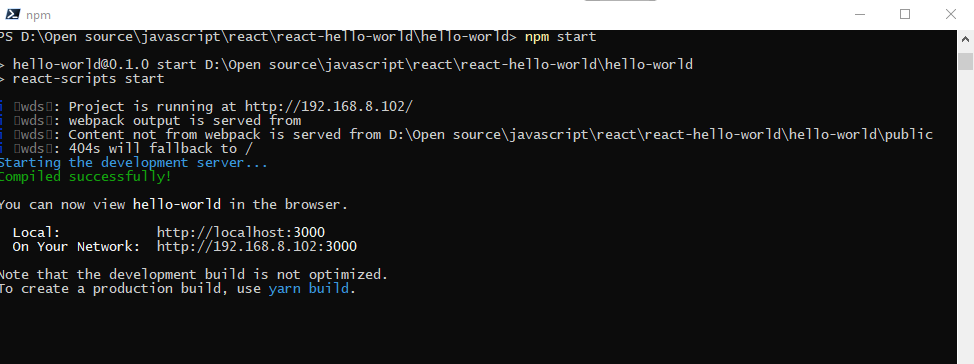 npm
PS D:\Open source\javascript\react\react-hello-world\hello-world> npm start
> hello-world@0.1.0 start D:\Open source\javascript\react\react-hello-world\hello-world
> react-scripts start
i ｢wds｣: Project is running at http://192.168.8.102/
i ｢wds｣: webpack output is served from
i ｢wds｣: Content not from webpack is served from D:\Open source\javascript\react\react-hello-world\hello-world\public
i ｢wds｣: 404s will fallback to /
Starting the development server...
Compiled successfully!
You can now view hello-world in the browser.
Local: http://localhost:3000
On Your Network: http://192.168.8.102:3000
Note that the development build is not optimized.
To create a production build, use yarn build.